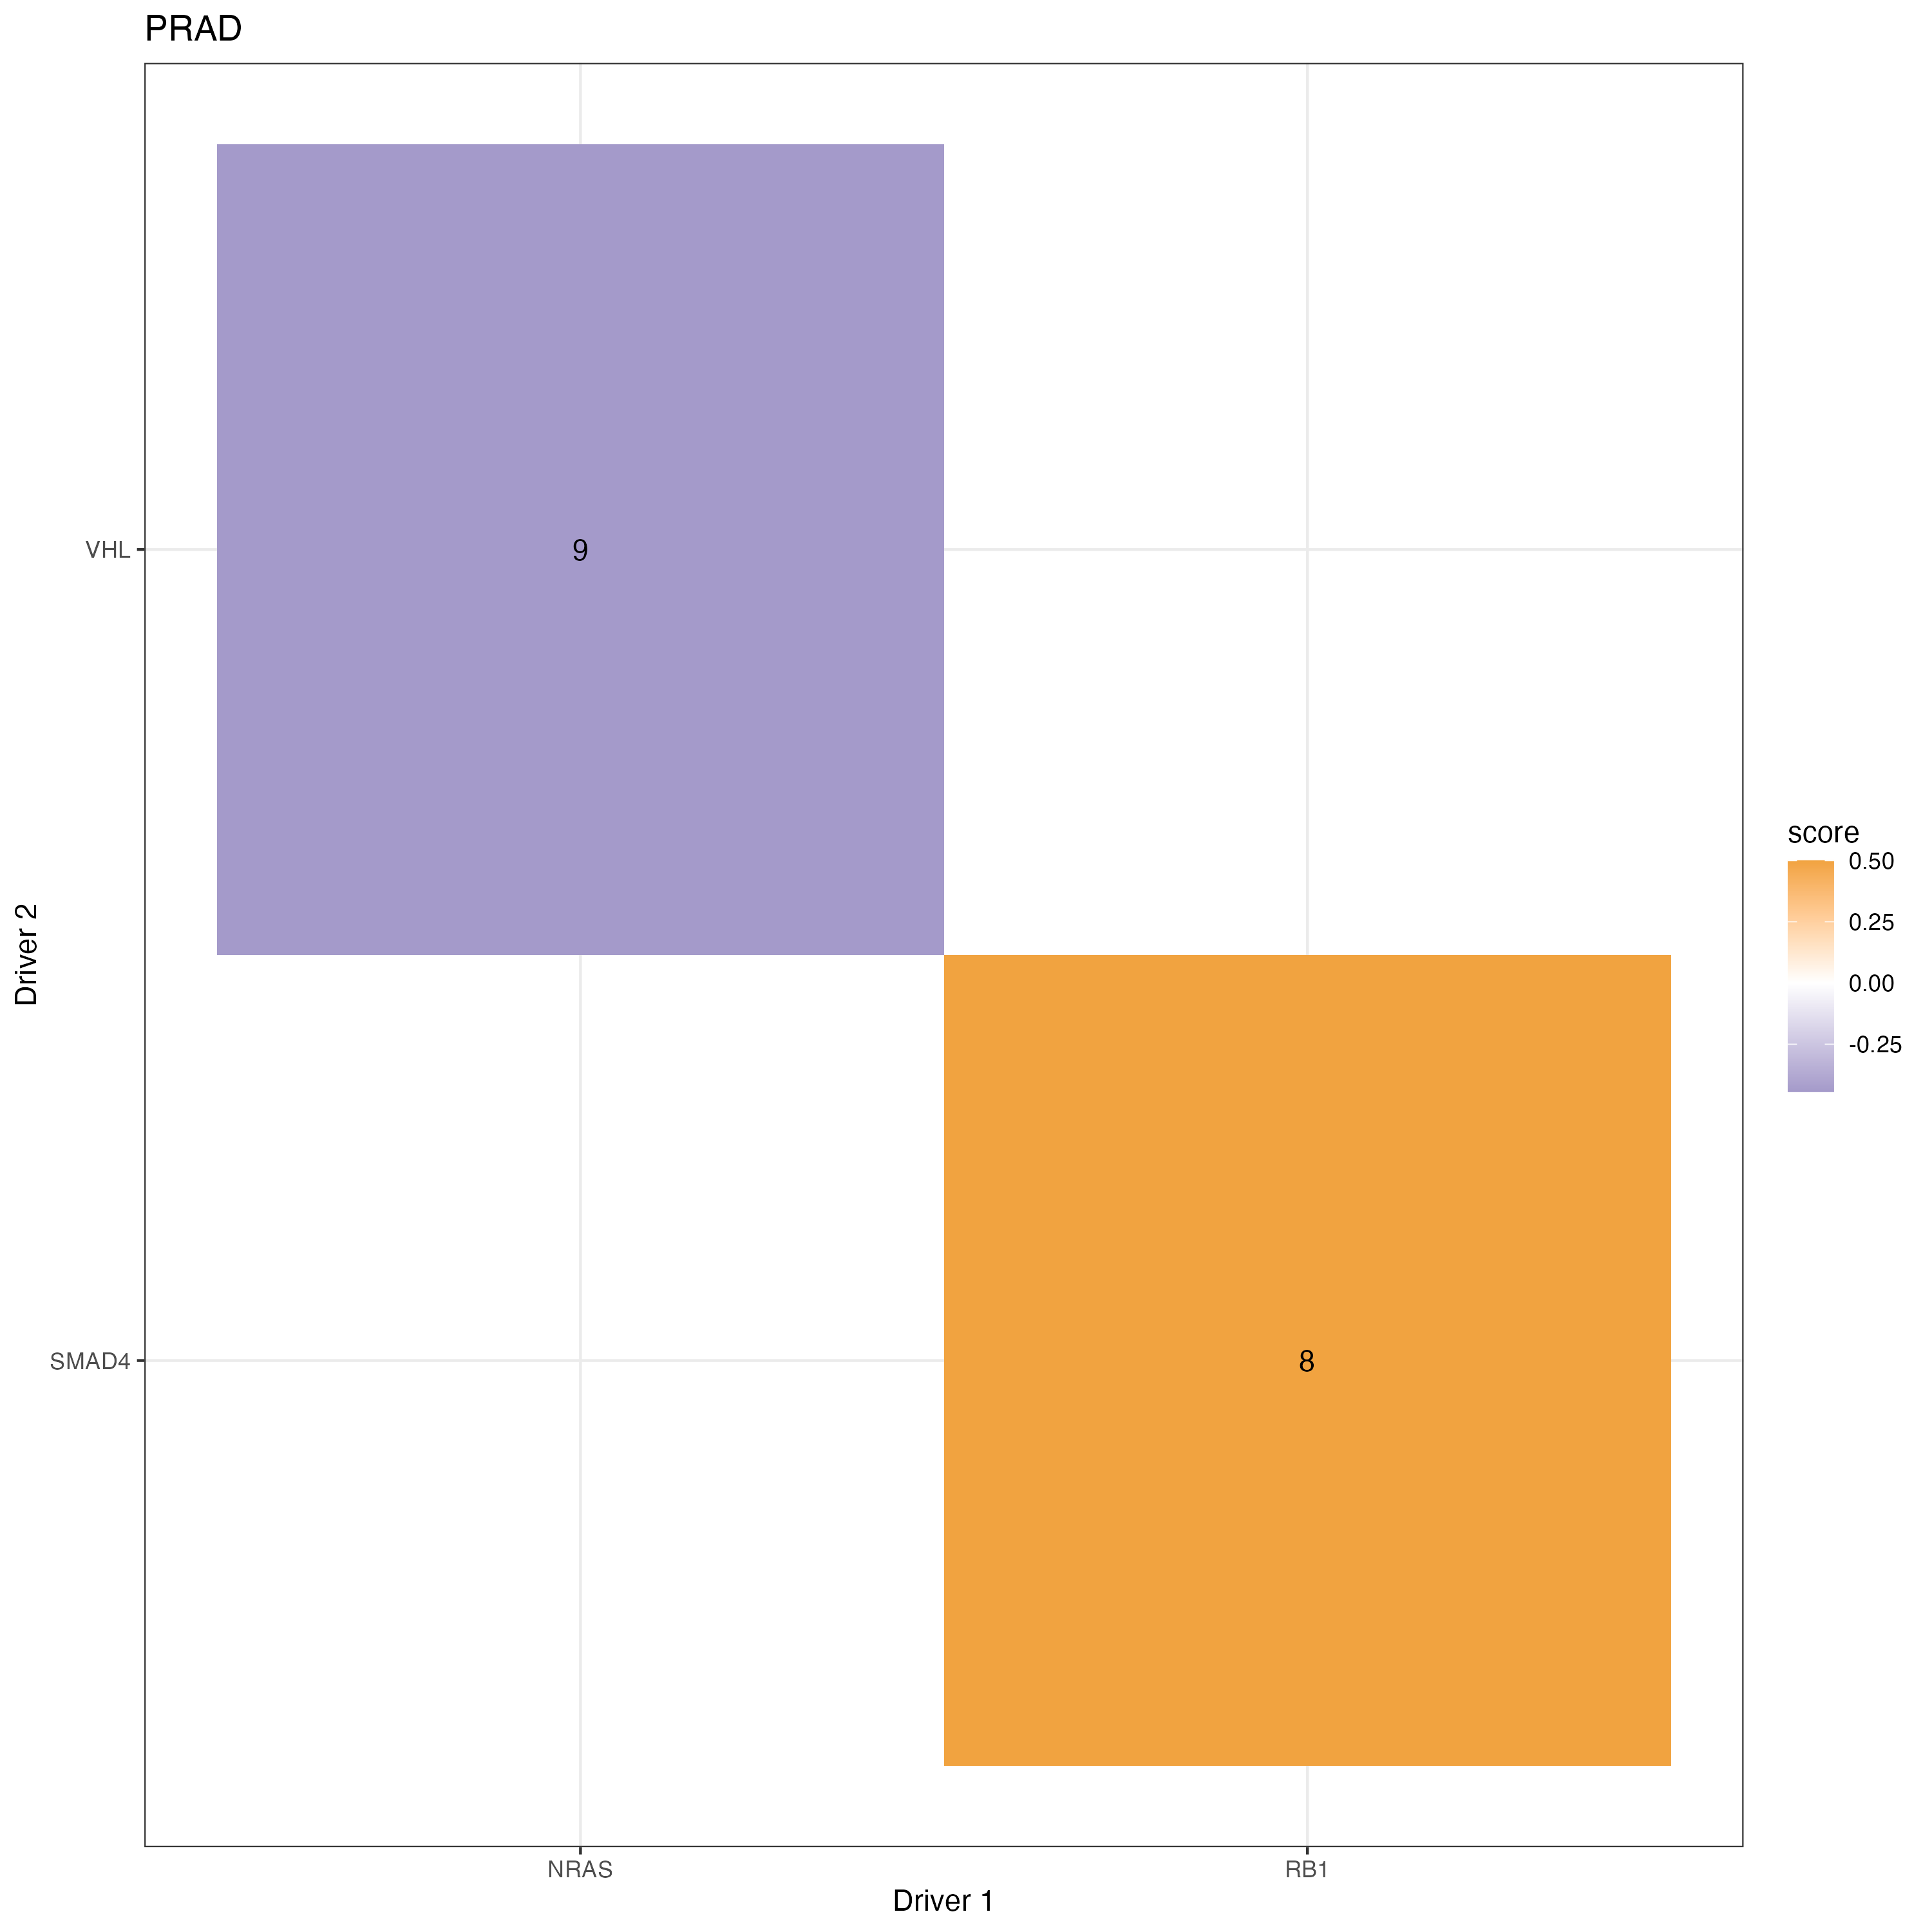 PRAD
VHL
SMAD4
Driver 2
9
8
NRAS
RB1
Driver 1
score
0.50
0.25
0.00
-0.25